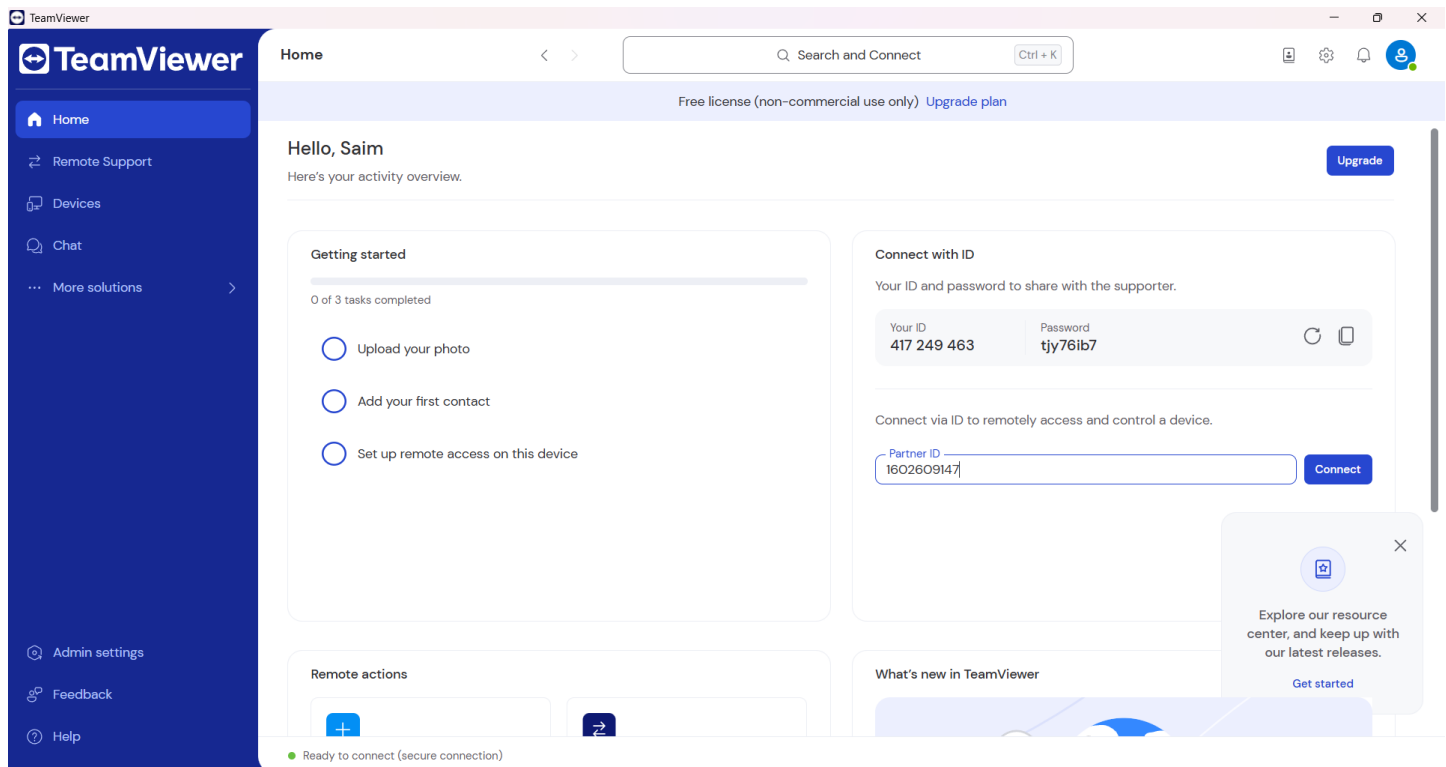 TeamViewer
TeamViewer
Home
Search and Connect
Ctrl + K
Free license (non-commercial use only) Upgrade plan
Home
Remote Support
Devices
Chat
More solutions
Admin settings
Feedback
Help
Hello, Saim
Here's your activity overview.
Upgrade
Getting started
0 of 3 tasks completed
Upload your photo
Add your first contact
Set up remote access on this device
Connect with ID
Your ID and password to share with the supporter.
Your ID
417 249 463
Password
tjy76ib7
Connect via ID to remotely access and control a device.
Partner ID
1602609147
Connect
Explore our resource
center, and keep up with
our latest releases.
Get started
Remote actions
What's new in TeamViewer
Ready to connect (secure connection)